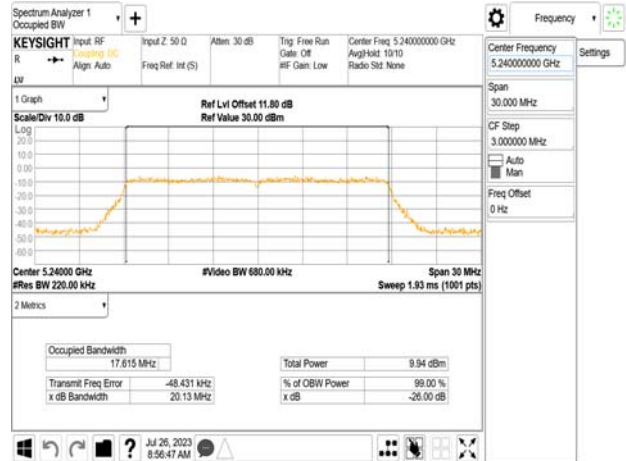 Spectrum Analyzer 1
Occupied BW
Frequency
KEYSIGHT
Input: RF
Coupling: DC
Align: Auto
Input Z: 50 Ω
Freq Ref: Int (S)
Atten: 30 dB
Trig: Free Run
Gate: Off
#IF Gain: Low
Center Freq: 5.240000000 GHz
Avg|Hold: 10/10
Radio Std: None
R
Center Frequency
5.240000000 GHz
Settings
Span
30.000 MHz
CF Step
3.000000 MHz
Auto
Man
Freq Offset
0 Hz
1 Graph
Ref Lvl Offset 11.80 dB
Scale/Div 10.0 dB
Ref Value 30.00 dBm
Log
20.0
10.0
0.00
-10.0
-20.0
-30.0
-40.0
-50.0
-60.0
Center 5.24000 GHz
#Video BW 680.00 kHz
Span 30 MHz
#Res BW 220.00 kHz
Sweep 1.93 ms (1001 pts)
2 Metrics
Occupied Bandwidth
17.615 MHz
Total Power
9.94 dBm
Transmit Freq Error
-48.431 kHz
% of OBW Power
99.00 %
x dB Bandwidth
20.13 MHz
x dB
-26.00 dB
?
Jul 26, 2023
8:56:47 AM